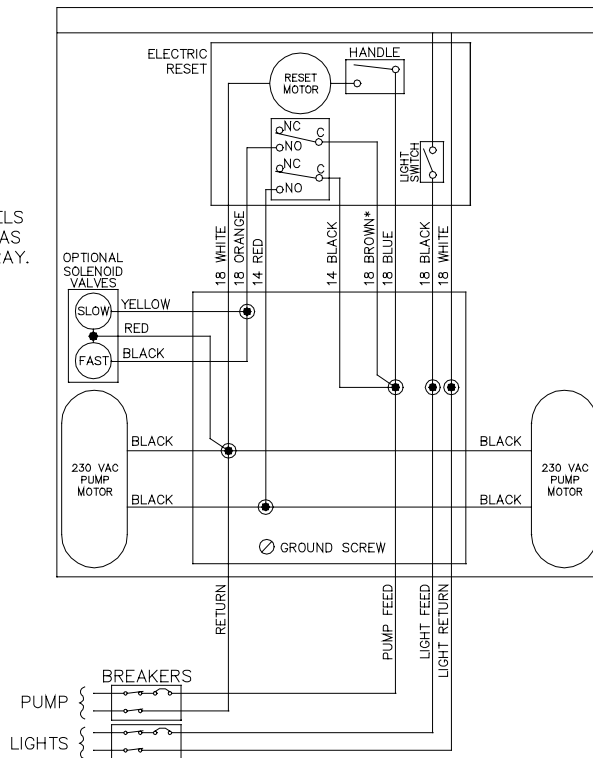 ELECTRIC
RESET
HANDLE
RESET
MOTOR
NC
C
NO
NC
C
NO
LIGHT
SWITCH
ILS
AS
RAY.
18 WHITE
18 ORANGE
14 RED
14 BLACK
18 BROWN*
18 BLUE
18 BLACK
18 WHITE
OPTIONAL
SOLENOID
VALVES
SLOW
YELLOW
RED
FAST
BLACK
230 VAC
PUMP
MOTOR
BLACK
BLACK
BLACK
BLACK
230 VAC
PUMP
MOTOR
GROUND SCREW
RETURN
PUMP FEED
LIGHT FEED
LIGHT RETURN
BREAKERS
PUMP
LIGHTS